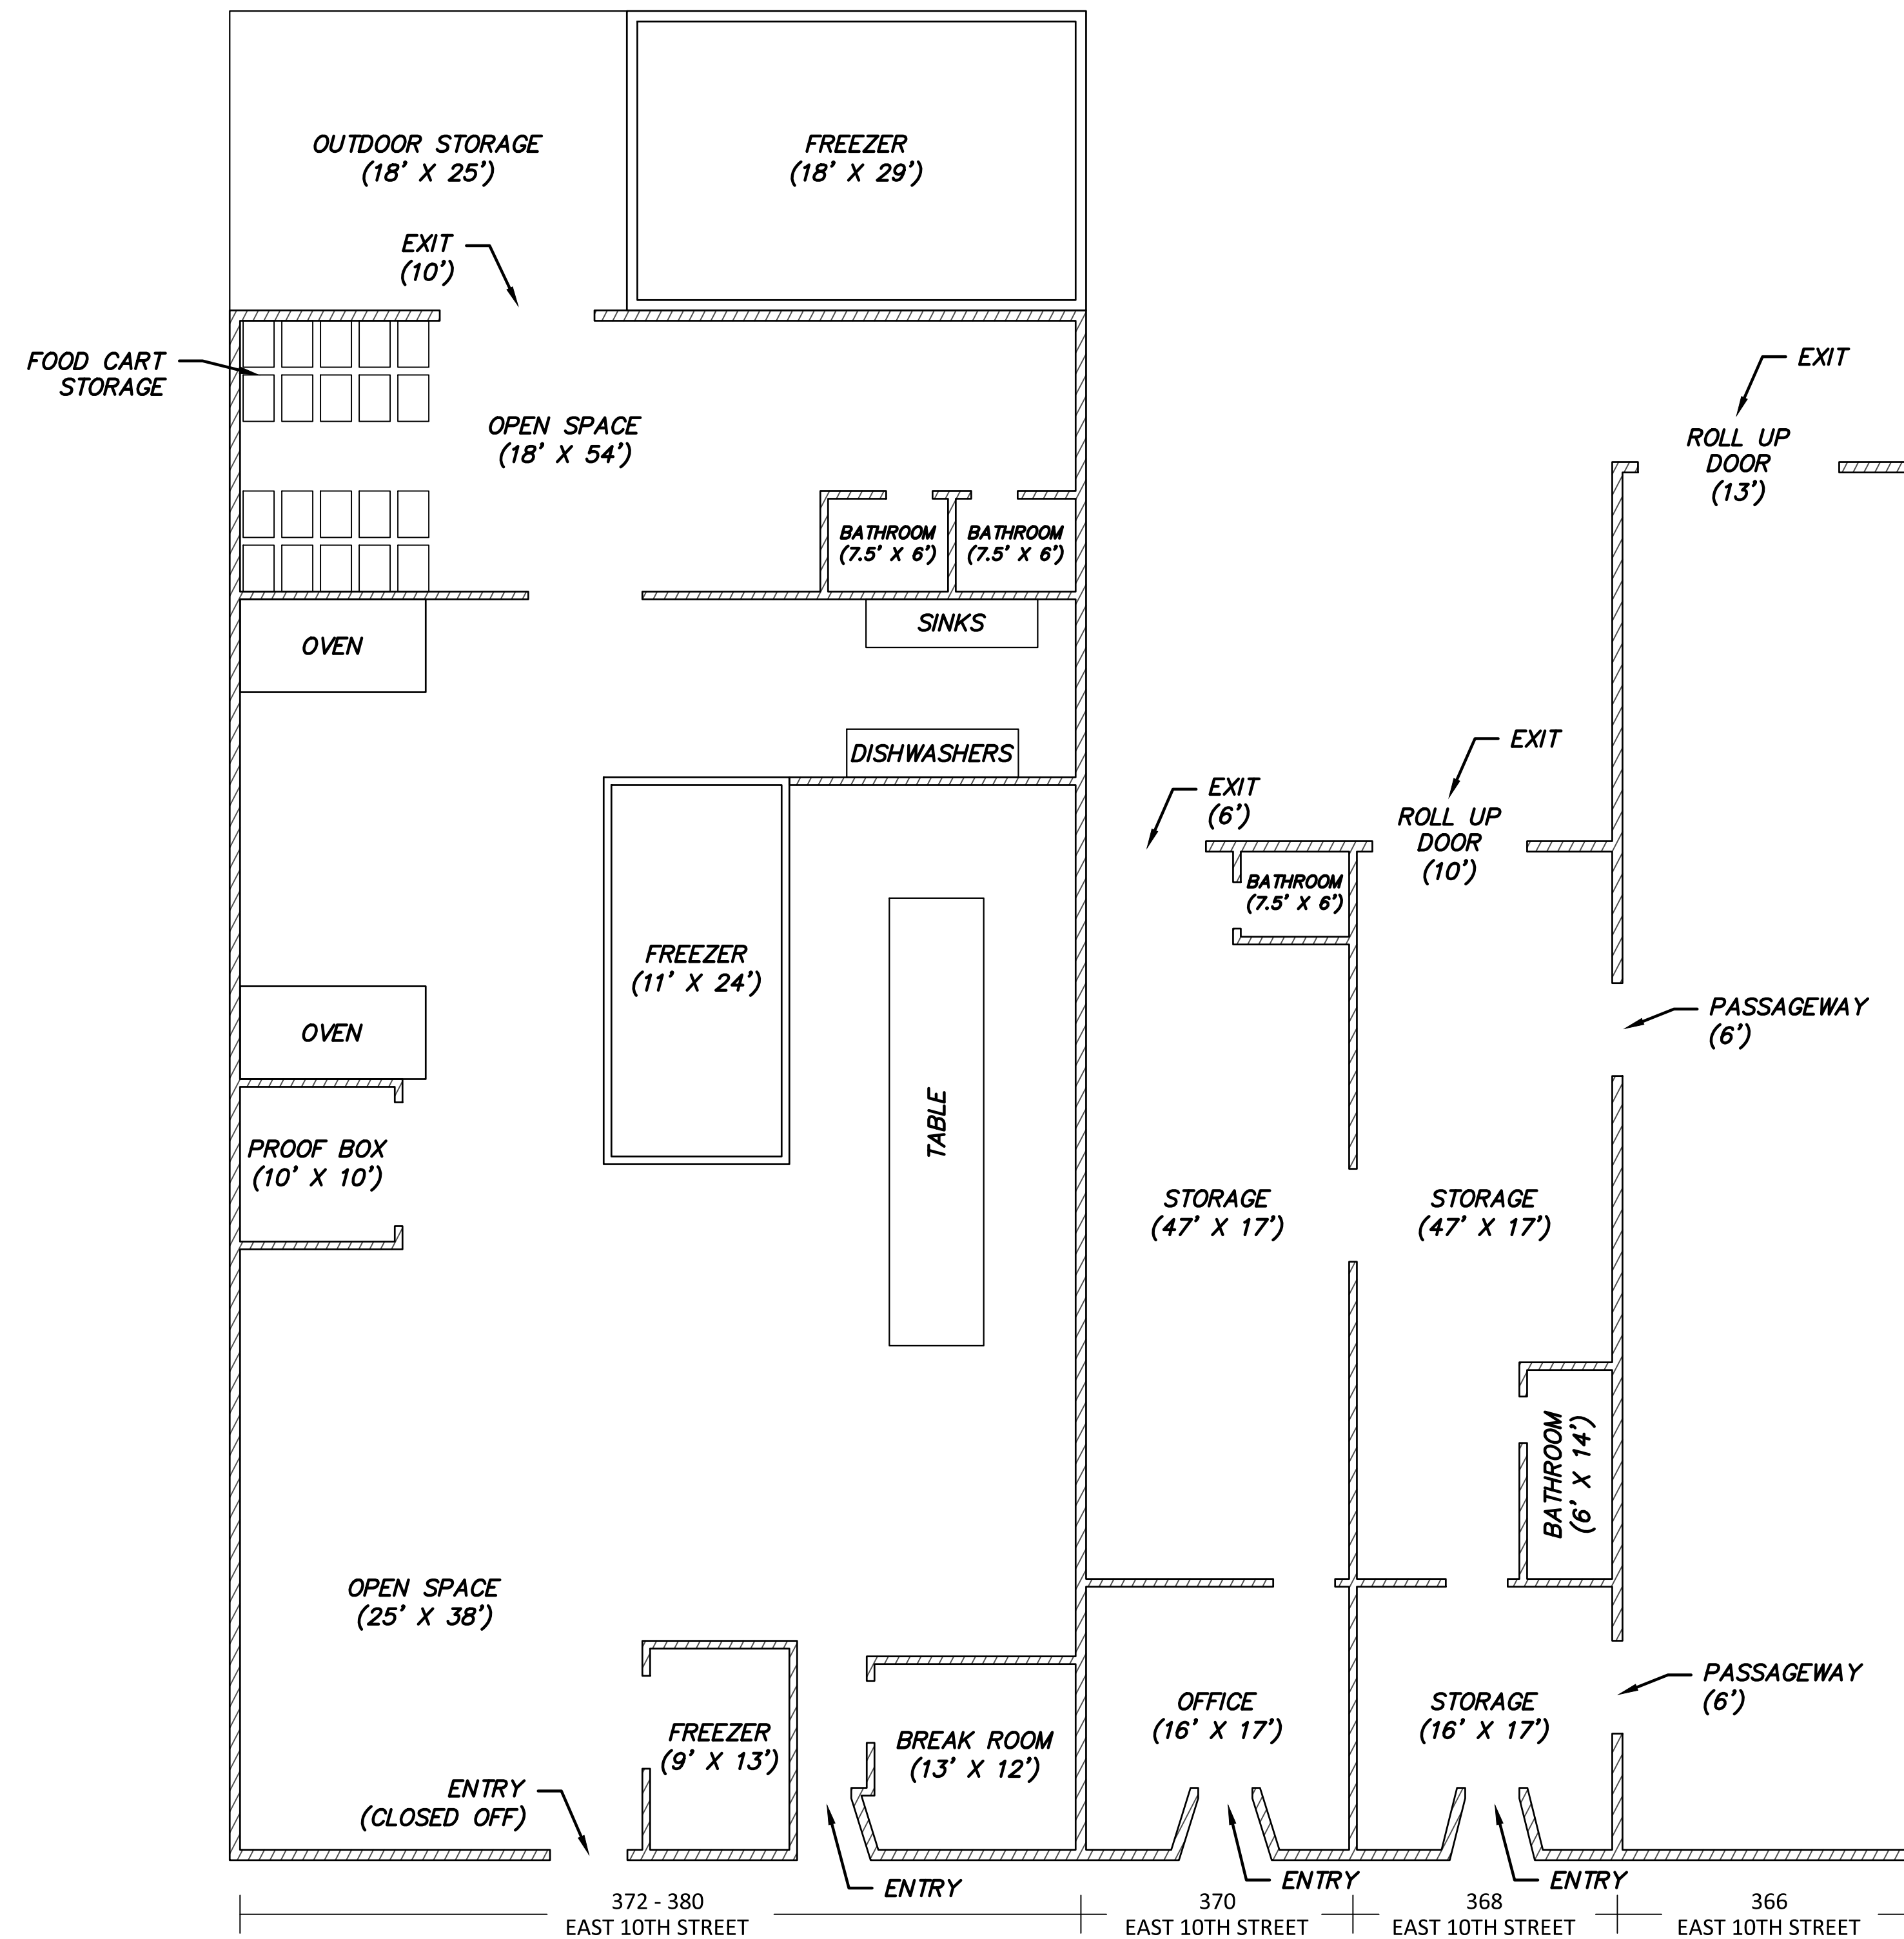 OUTDOOR STORAGE
(18' X 25')
FREEZER
(18' X 29')
EXIT
(10')
FOOD CART
STORAGE
OPEN SPACE
(18' X 54')
BATHROOM
(7.5' X 6')
BATHROOM
(7.5' X 6')
OVEN
SINKS
DISHWASHERS
FREEZER
(11' X 24')
OVEN
TABLE
PROOF BOX
(10' X 10')
OPEN SPACE
(25' X 38')
FREEZER
(9' X 13')
BREAK ROOM
(13' X 12')
ENTRY
(CLOSED OFF)
ENTRY
EXIT
(6')
BATHROOM
(7.5' X 6')
STORAGE
(47' X 17')
OFFICE
(16' X 17')
ENTRY
EXIT
ROLL UP
DOOR
(10')
STORAGE
(47' X 17')
BATHROOM
(6' X 14')
STORAGE
(16' X 17')
ENTRY
EXIT
ROLL UP
DOOR
(13')
PASSAGEWAY
(6')
PASSAGEWAY
(6')
372 - 380
EAST 10TH STREET
370
EAST 10TH STREET
368
EAST 10TH STREET
366
EAST 10TH STREET